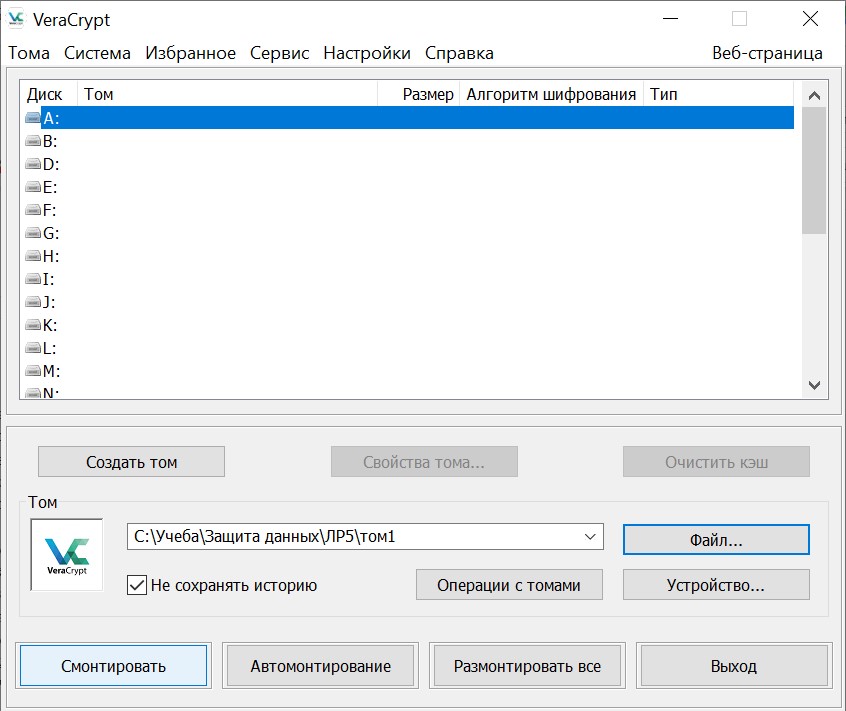 VeraCrypt
Тома Система Избранное Сервис Настройки Справка Веб-страница
Диск Том Размер Алгоритм шифрования Тип
A:
B:
D:
E:
F:
G:
H:
I:
J:
K:
L:
M:
N:
Создать том Свойства тома... Очистить кэш
Том
VeraCrypt
C:\Учеба\Защита данных\ЛР5\том1 Файл...
Не сохранять историю Операции с томами Устройство...
Смонтировать Автомонтирование Размонтировать все Выход